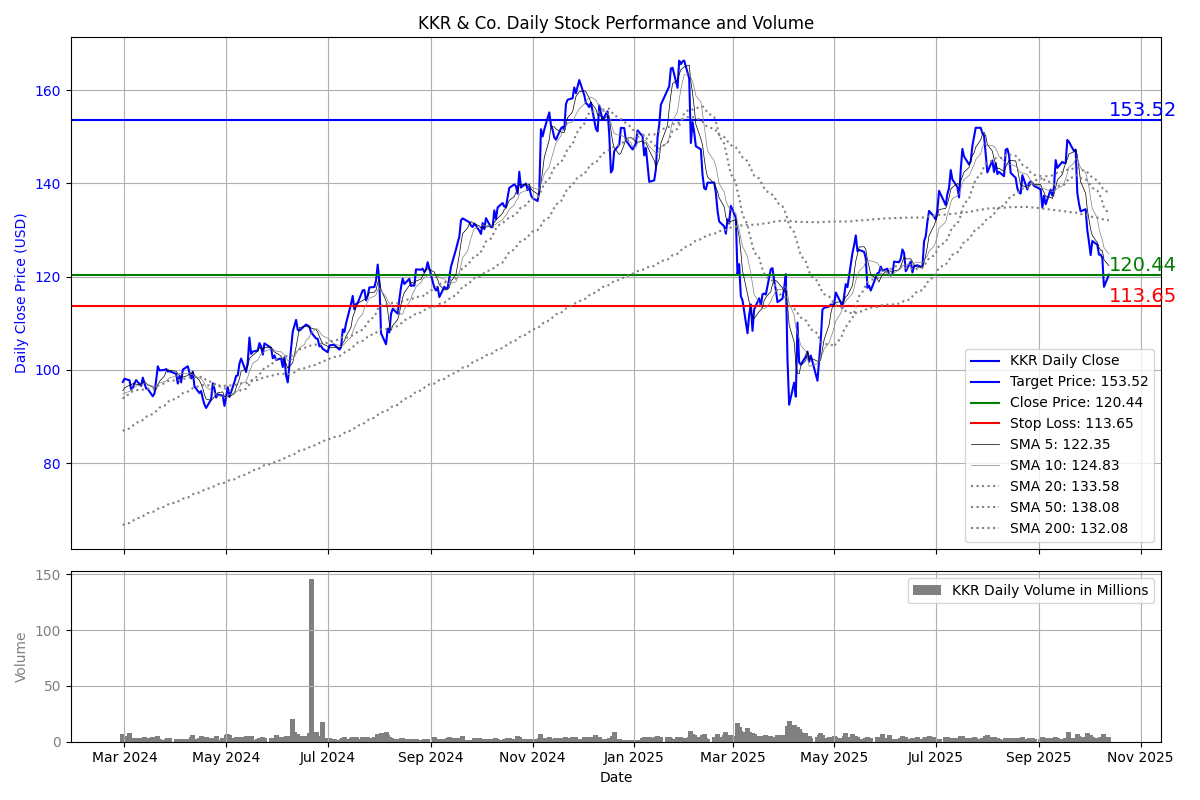 KKR & Co. Daily Stock Performance and Volume
Daily Close Price (USD)
160
140
120
100
80
153.52
120.44
113.65
KKR Daily Close
Target Price: 153.52
Close Price: 120.44
Stop Loss: 113.65
SMA 5: 122.35
SMA 10: 124.83
SMA 20: 133.58
SMA 50: 138.08
SMA 200: 132.08
Volume
150
100
50
0
KKR Daily Volume in Millions
Mar 2024
May 2024
Jul 2024
Sep 2024
Nov 2024
Jan 2025
Mar 2025
May 2025
Jul 2025
Sep 2025
Nov 2025
Date